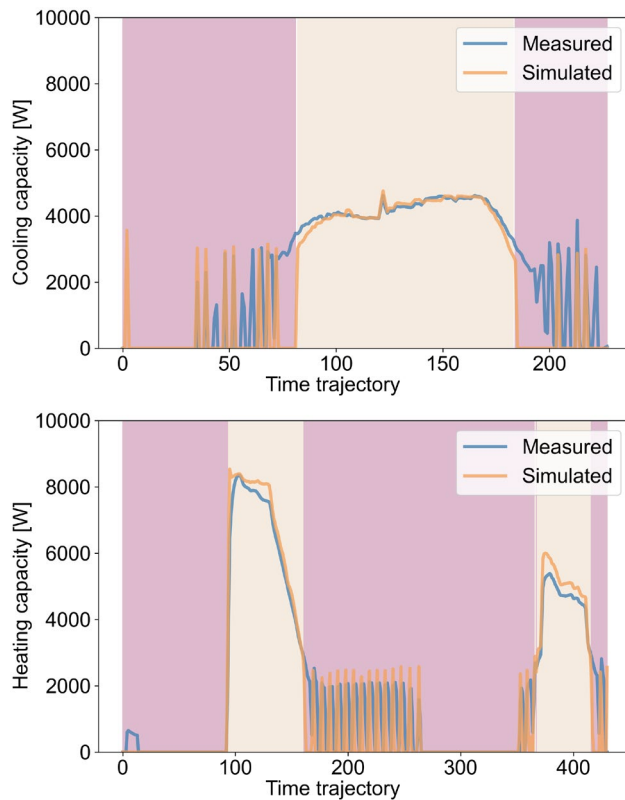 10000
8000
6000
4000
2000
0
Cooling capacity [W]
Measured
Simulated
0 50 100 150 200
Time trajectory
10000
8000
6000
4000
2000
0
Heating capacity [W]
Measured
Simulated
0 100 200 300 400
Time trajectory